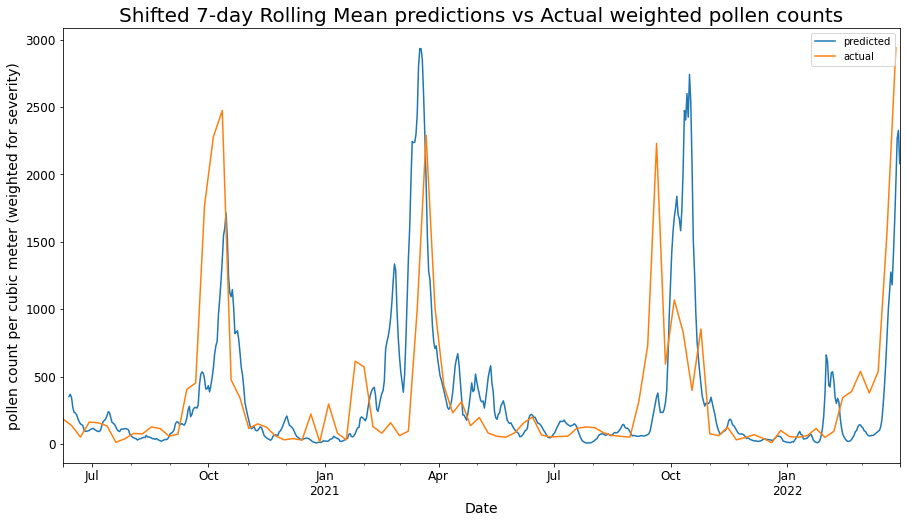 Shifted 7-day Rolling Mean predictions vs Actual weighted pollen counts
pollen count per cubic meter (weighted for severity)
3000
2500
2000
1500
1000
500
0
predicted
actual
Jul
Oct
Jan
2021
Apr
Jul
Oct
Jan
2022
Date